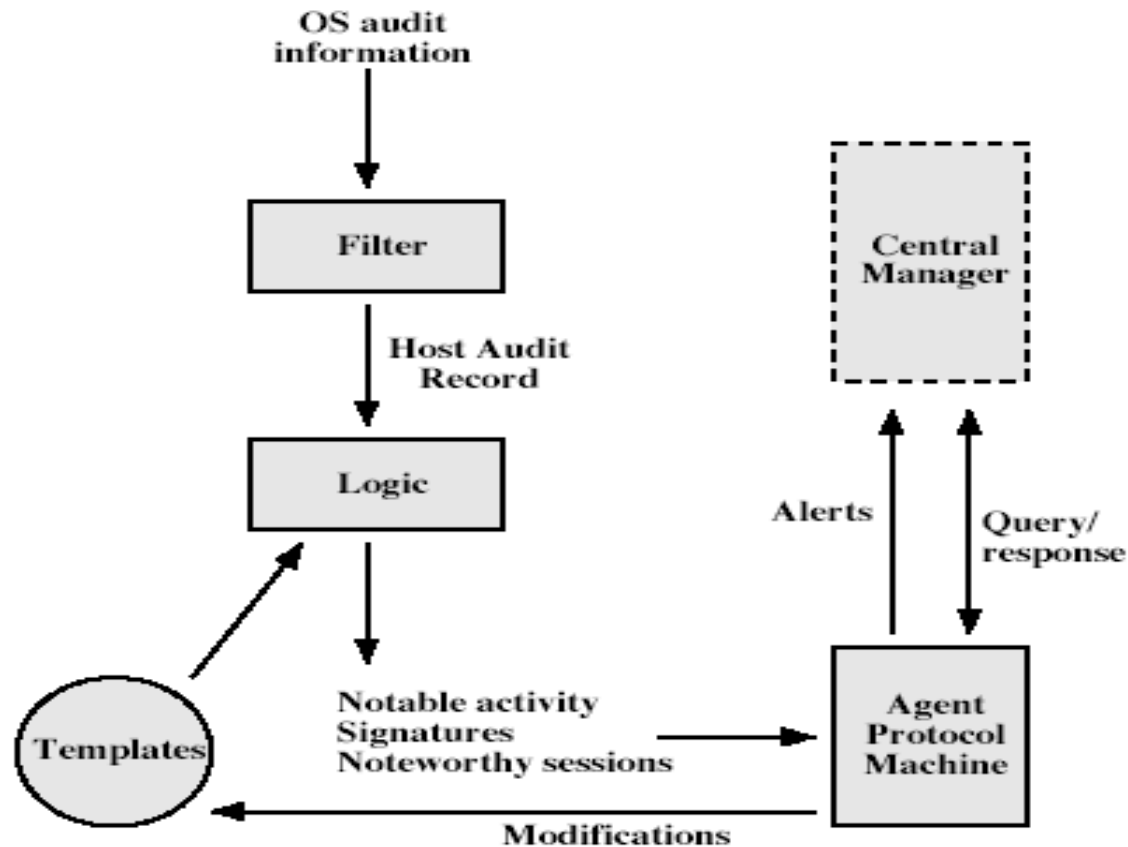 OS audit
information
Filter
Central
Manager
Host Audit
Record
Logic
Alerts
Query/
response
Notable activity
Signatures
Noteworthy sessions
Agent
Protocol
Machine
Templates
Modifications